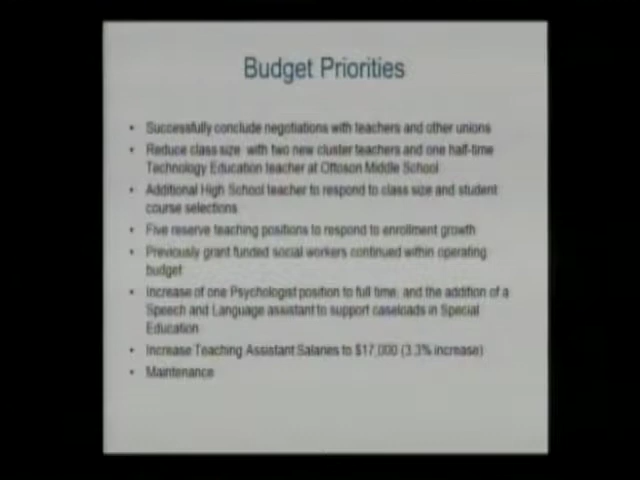 Budget Priorities
• Successfully conclude negotiations with teachers and other unions
• Reduce class size with two new cluster teachers and one half-time
Technology Education teacher at Ottoson Middle School
• Additional High School teacher to respond to class size and student
course selections
• Five reserve teaching positions to respond to enrollment growth
• Previously grant funded social workers continued within operating
budget
• Increase of one Psychologist position to full time, and the addition of a
Speech and Language assistant to support caseloads in Special
Education
• Increase Teaching Assistant Salaries to $17,000 (3.3% increase)
• Maintenance